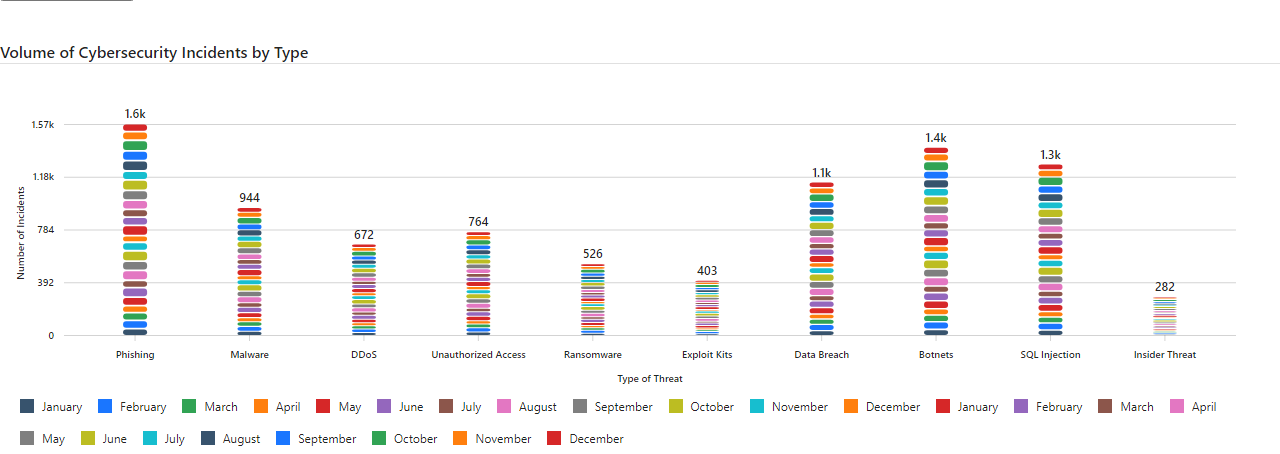 Volume of Cybersecurity Incidents by Type
1.57k
1.18k
784
392
0
Number of Incidents
1.6k
944
672
764
526
403
1.1k
1.4k
1.3k
282
Phishing Malware DDoS Unauthorized Access Ransomware Exploit Kits Data Breach Botnets SQL Injection Insider Threat
Type of Threat
January February March April May June July August September October November December January February March April
May June July August September October November December